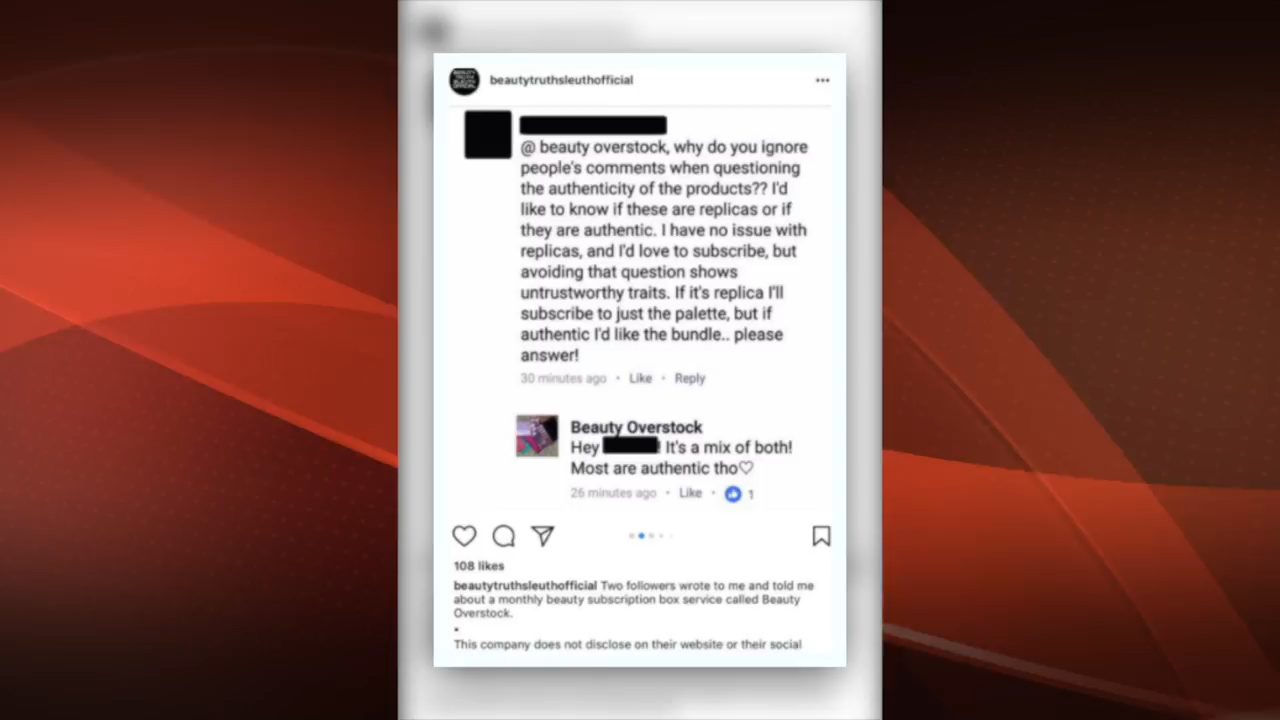 beautytruthsleuthofficial
@ beauty overstock, why do you ignore
people's comments when questioning
the authenticity of the products?? I'd
like to know if these are replicas or if
they are authentic. I have no issue with
replicas, and I'd love to subscribe, but
avoiding that question shows
untrustworthy traits. If it's replica I'll
subscribe to just the palette, but if
authentic I'd like the bundle.. please
answer!
30 minutes ago • Like • Reply
Beauty Overstock
Hey ! It's a mix of both!
Most are authentic tho♡
26 minutes ago • Like • 1
108 likes
beautytruthsleuthofficial Two followers wrote to me and told me
about a monthly beauty subscription box service called Beauty
Overstock.
•
This company does not disclose on their website or their social